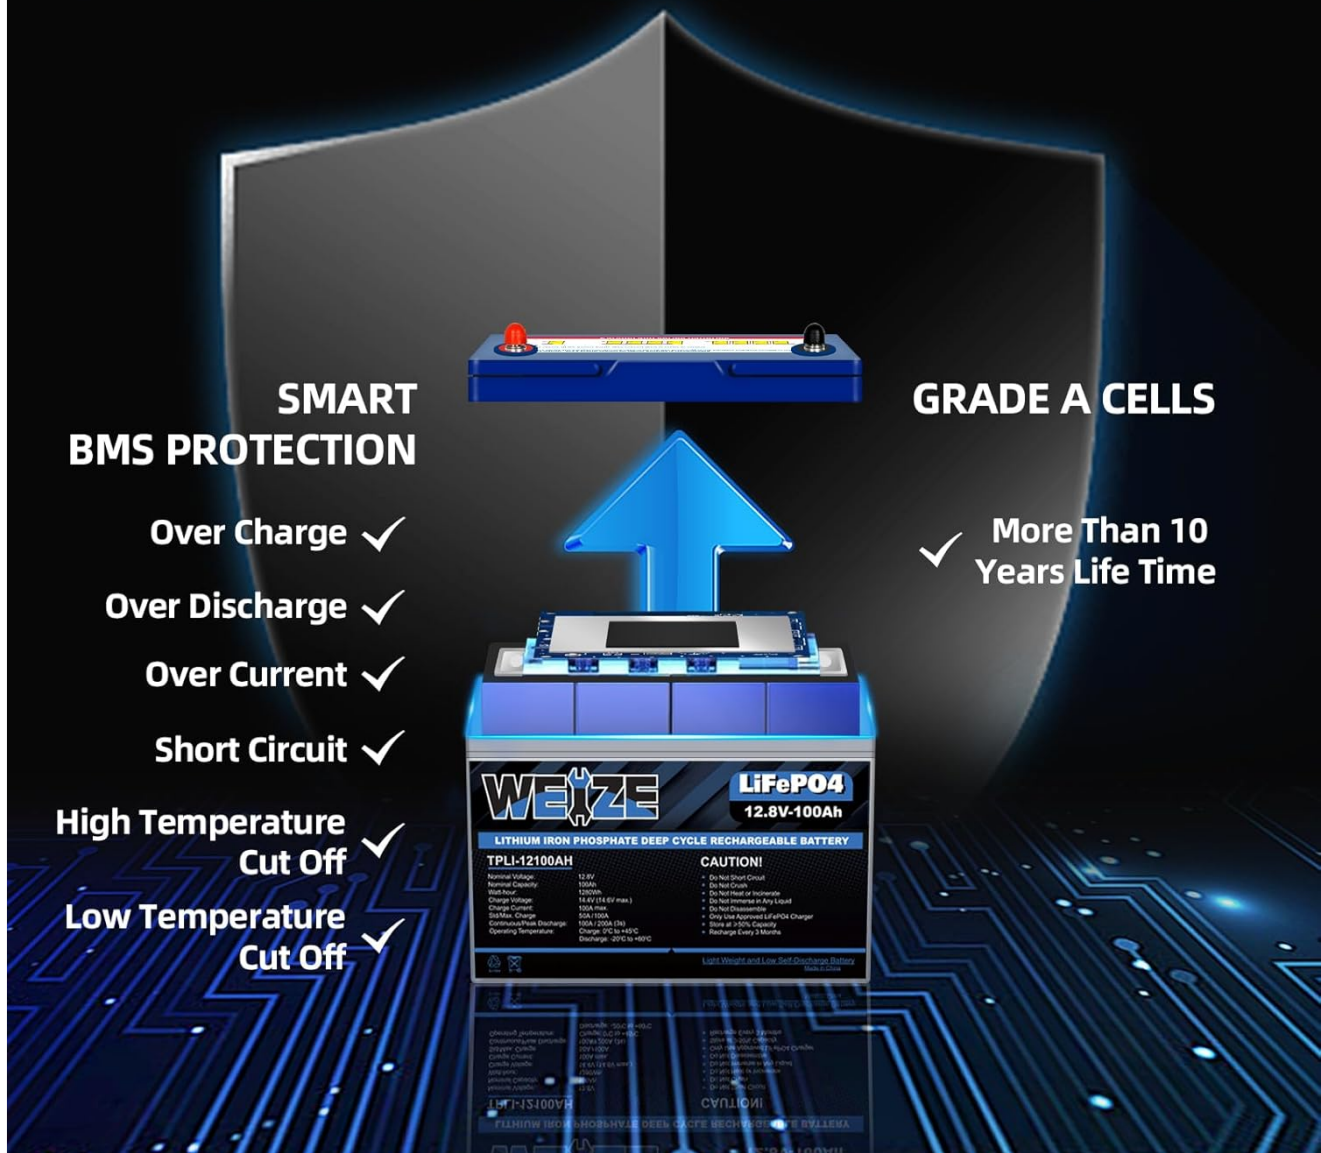 SMART
BMS PROTECTION
Over Charge
Over Discharge
Over Current
Short Circuit
High Temperature
Cut Off
Low Temperature
Cut Off
GRADE A CELLS
More Than 10
Years Life Time
WEIZE
LiFePO4
12.8V-100Ah
LITHIUM IRON PHOSPHATE DEEP CYCLE RECHARGEABLE BATTERY
TPLI-12100AH
Nominal Voltage: 12.8V
Nominal Capacity: 100Ah
Watt-hour: 1280Wh
Charge Voltage: 14.4V (14.6V max.)
Charge Current: 100A max.
Std/Max. Charge 50A /100A
Continuous/Peak Discharge: 100A / 200A (3s)
Operating Temperature: Charge: 0°C to +45°C
Discharge: -20°C to +60°C
CAUTION!
Do Not Short Circuit
Do Not Crush
Do Not Heat or Incinerate
Do Not Immerse in Any Liquid
Do Not Disassemble
Only Use Approved LiFePO4 Charger
Store at >50% Capacity
Recharge Every 3 Months
Light Weight and Low Self-Discharge Battery
Made in China